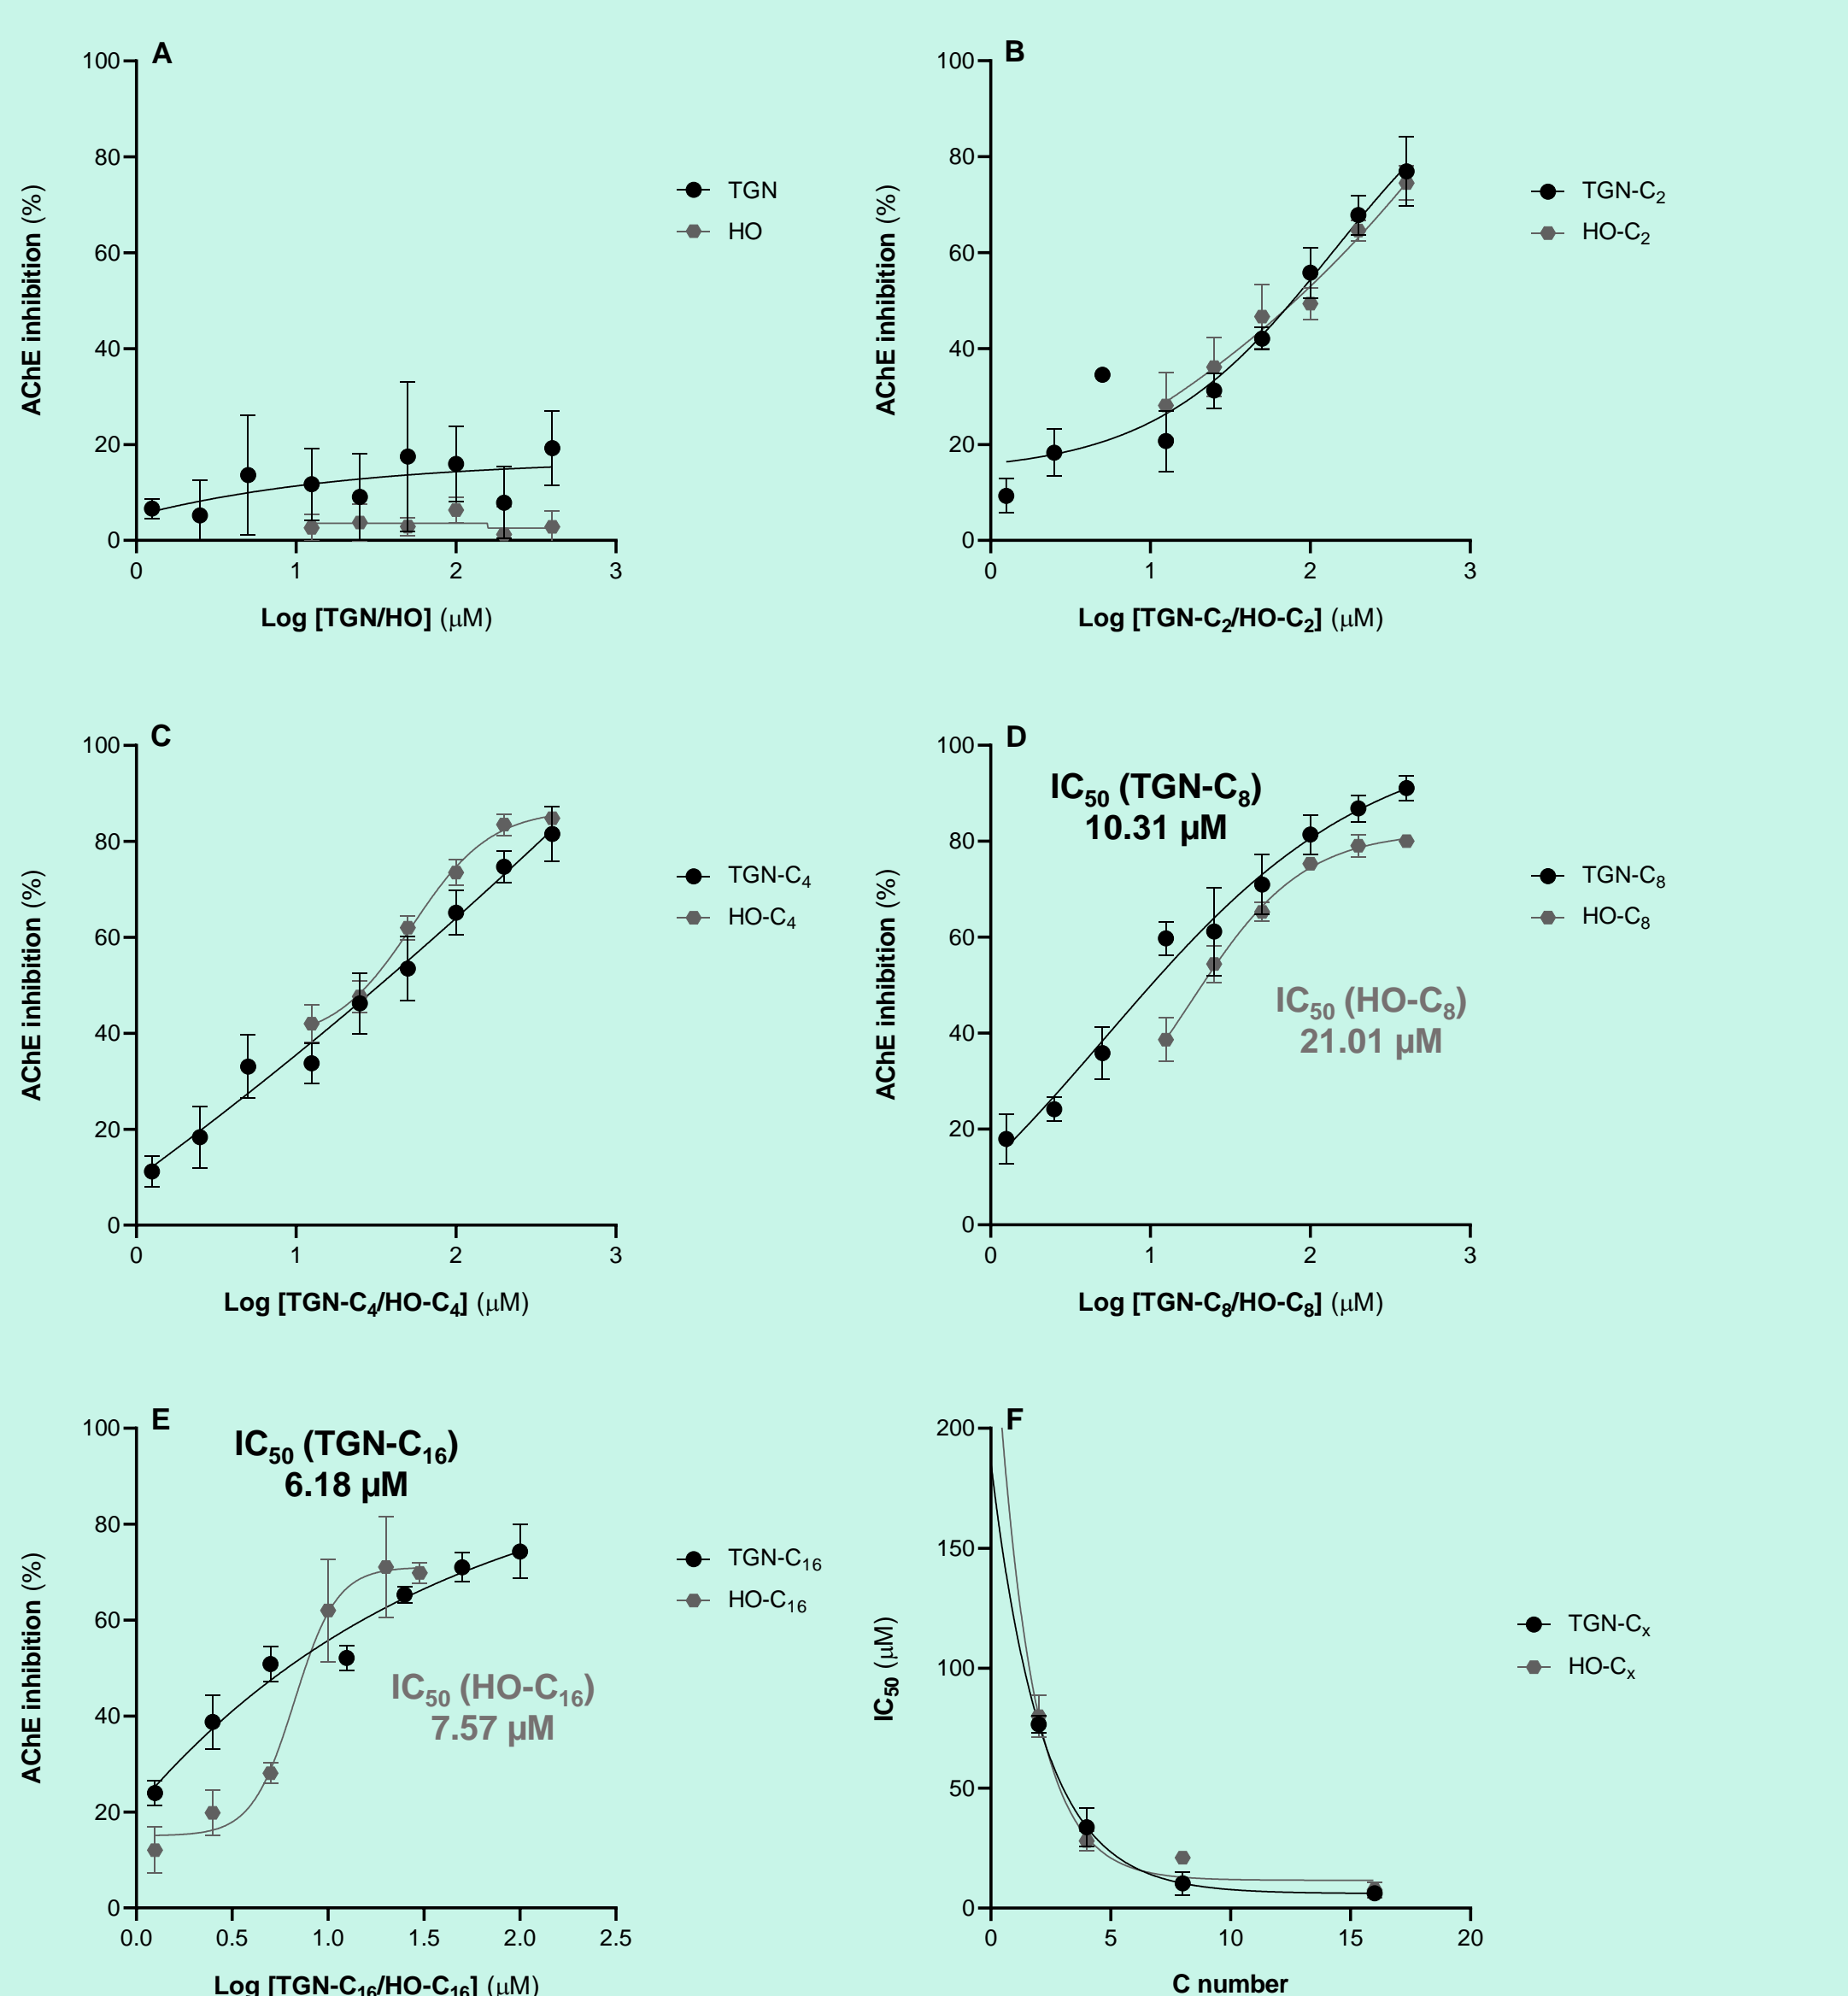 A
100
80
60
40
20
0
0 1 2 3
AChE inhibition (%)
Log [TGN/HO] (μM)
TGN
HO
B
100
80
60
40
20
0
0 1 2 3
AChE inhibition (%)
Log [TGN-C2/HO-C2] (μM)
TGN-C2
HO-C2
C
100
80
60
40
20
0
0 1 2 3
AChE inhibition (%)
Log [TGN-C4/HO-C4] (μM)
TGN-C4
HO-C4
D
100
80
60
40
20
0
0 1 2 3
AChE inhibition (%)
Log [TGN-C8/HO-C8] (μM)
IC50 (TGN-C8)
10.31 µM
IC50 (HO-C8)
21.01 µM
TGN-C8
HO-C8
E
100
80
60
40
20
0
0.0 0.5 1.0 1.5 2.0 2.5
AChE inhibition (%)
Log [TGN-C16/HO-C16] (μM)
IC50 (TGN-C16)
6.18 µM
IC50 (HO-C16)
7.57 µM
TGN-C16
HO-C16
F
200
150
100
50
0
0 5 10 15 20
IC50 (μM)
C number
TGN-Cx
HO-Cx